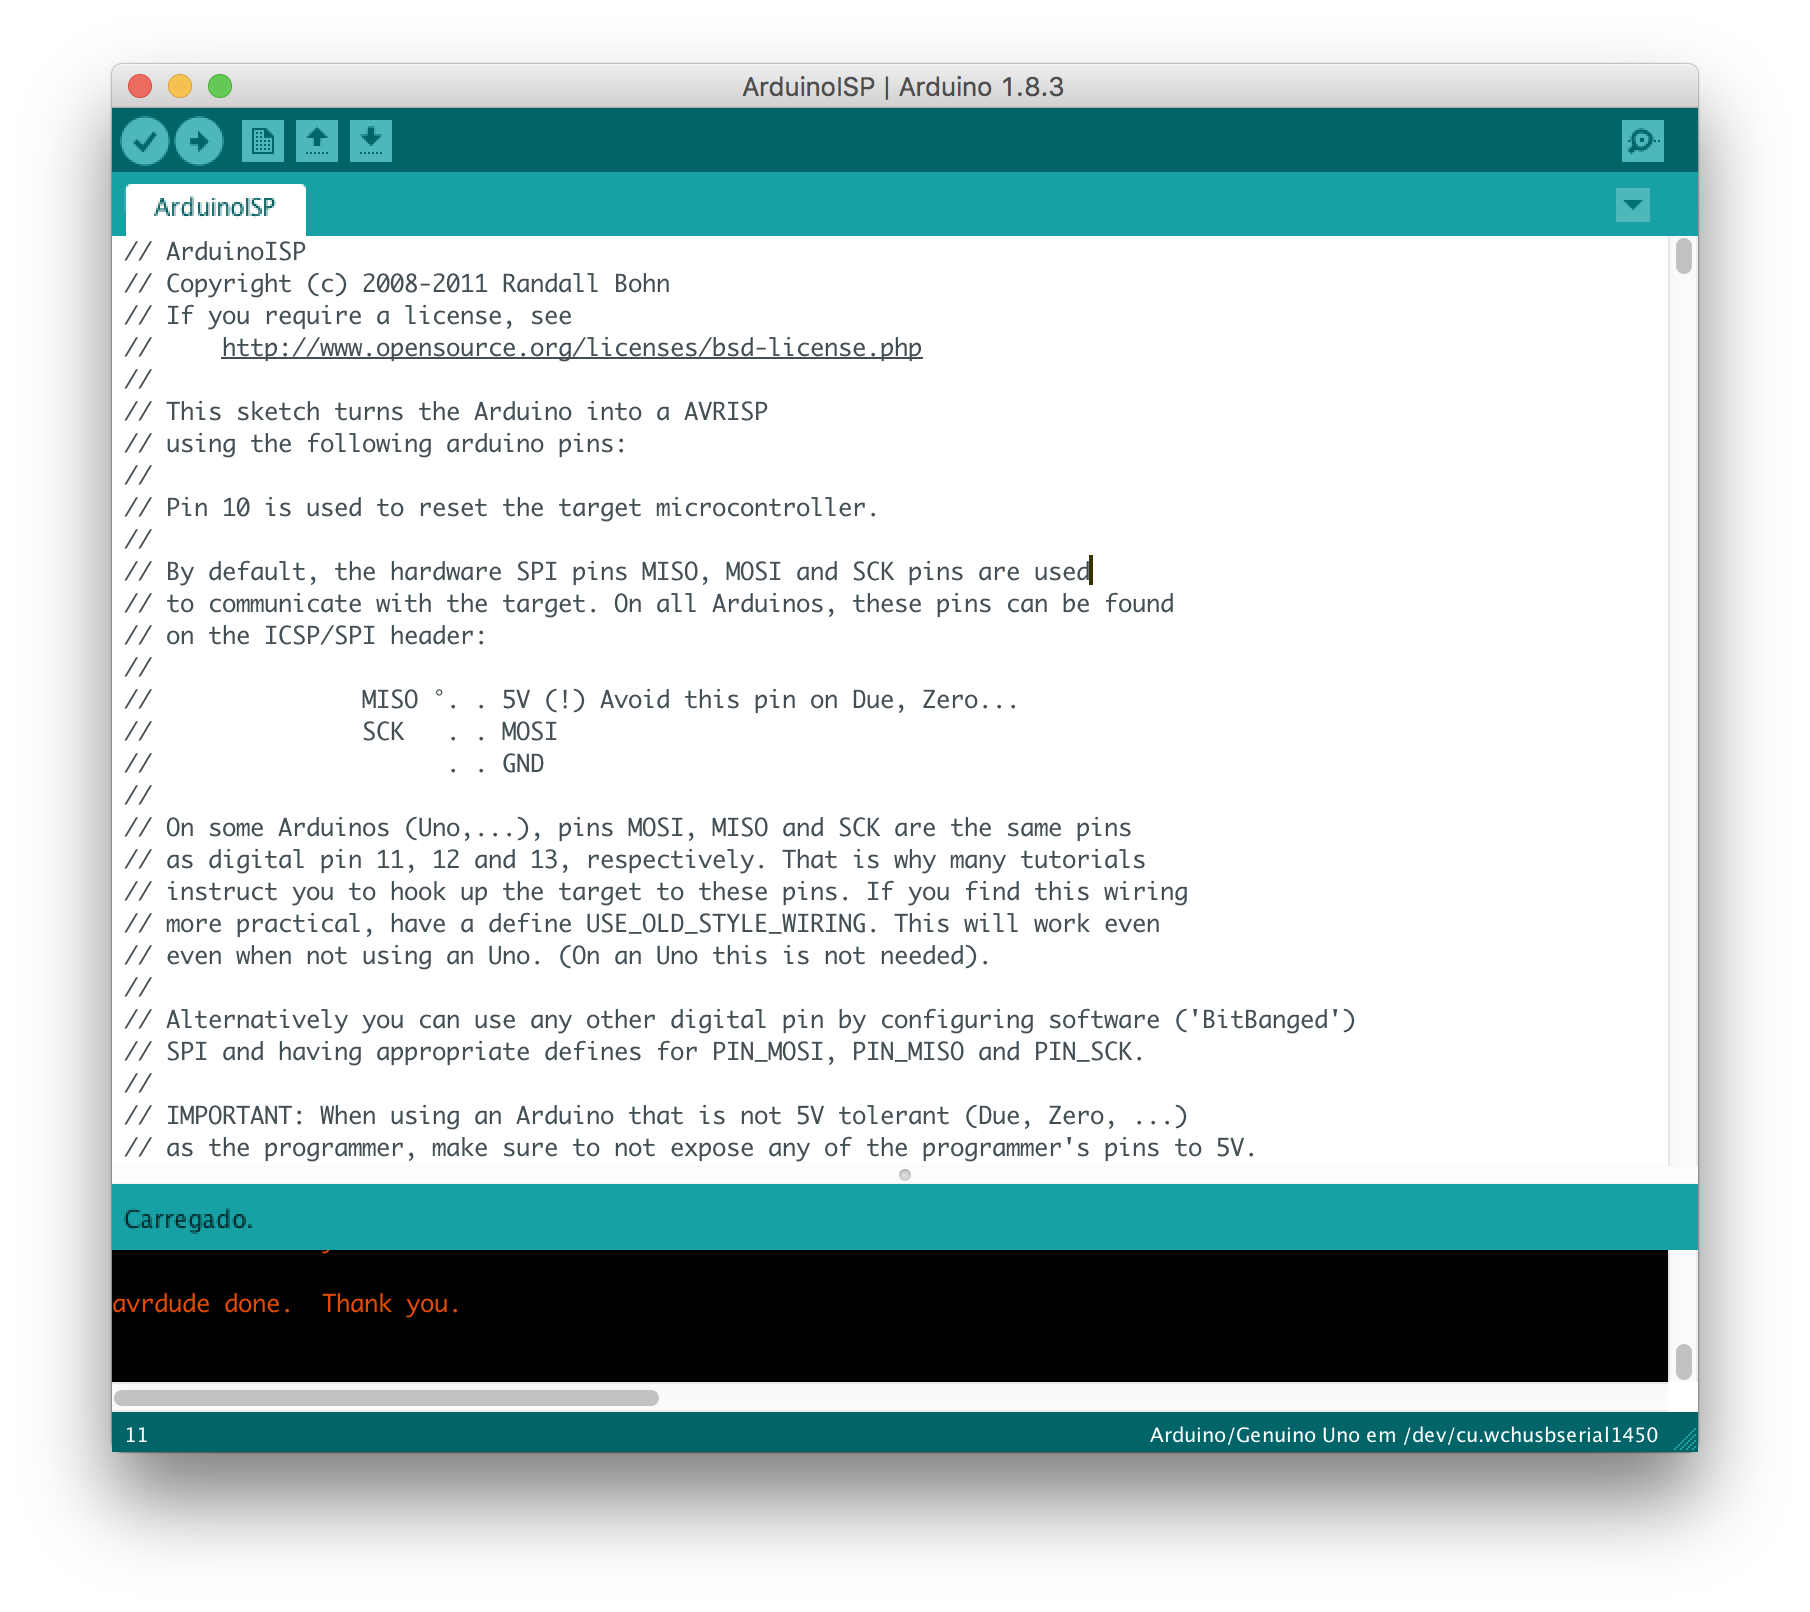 ArduinoISP | Arduino 1.8.3
ArduinoISP
// ArduinoISP
// Copyright (c) 2008-2011 Randall Bohn
// If you require a license, see
//     http://www.opensource.org/licenses/bsd-license.php
//
// This sketch turns the Arduino into a AVRISP
// using the following arduino pins:
//
// Pin 10 is used to reset the target microcontroller.
//
// By default, the hardware SPI pins MISO, MOSI and SCK pins are used
// to communicate with the target. On all Arduinos, these pins can be found
// on the ICSP/SPI header:
//
//               MISO °. . 5V (!) Avoid this pin on Due, Zero...
//               SCK   . . MOSI
//                     . . GND
//
// On some Arduinos (Uno,...), pins MOSI, MISO and SCK are the same pins
// as digital pin 11, 12 and 13, respectively. That is why many tutorials
// instruct you to hook up the target to these pins. If you find this wiring
// more practical, have a define USE_OLD_STYLE_WIRING. This will work even
// even when not using an Uno. (On an Uno this is not needed).
//
// Alternatively you can use any other digital pin by configuring software ('BitBanged')
// SPI and having appropriate defines for PIN_MOSI, PIN_MISO and PIN_SCK.
//
// IMPORTANT: When using an Arduino that is not 5V tolerant (Due, Zero, ...)
// as the programmer, make sure to not expose any of the programmer's pins to 5V.
Carregado.
avrdude done.  Thank you.
11
Arduino/Genuino Uno em /dev/cu.wchusbserial1450